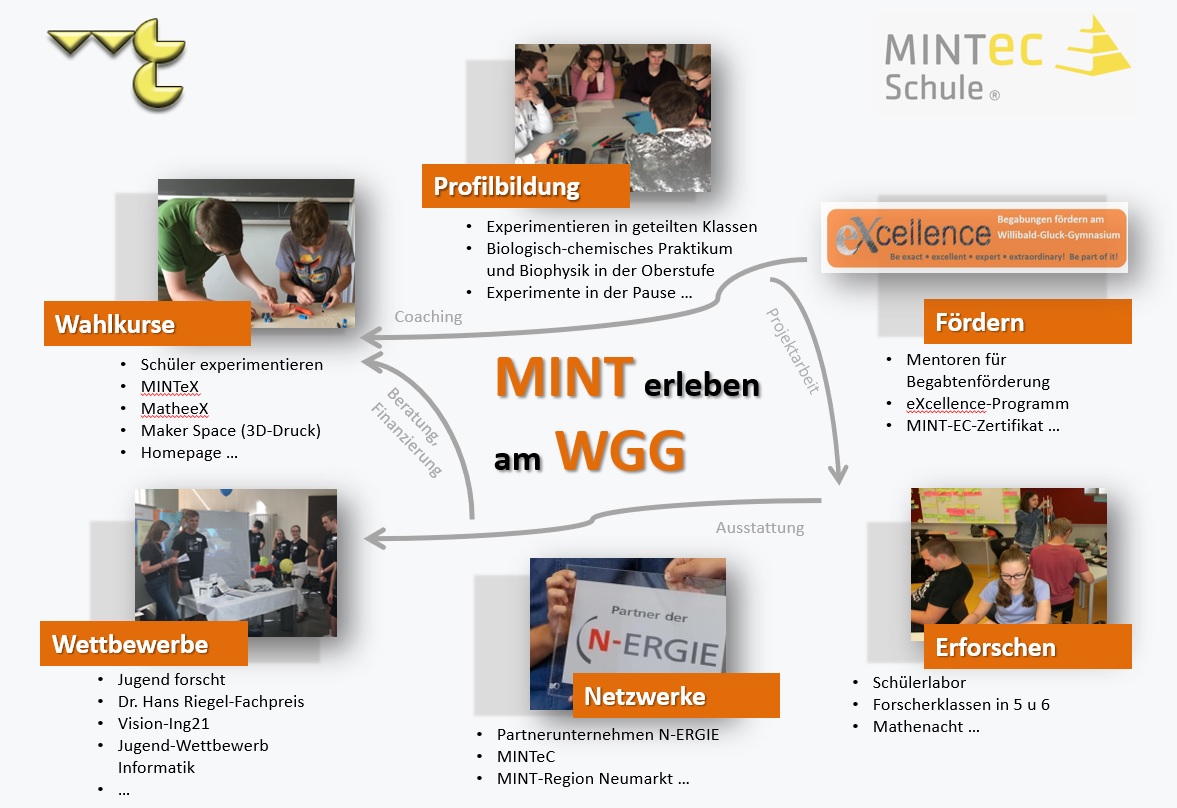 MINTec
Schule ®
Profilbildung
• Experimentieren in geteilten Klassen
• Biologisch-chemisches Praktikum
und Biophysik in der Oberstufe
• Experimente in der Pause ...
eXcellence
Begabungen fördern am
Willibald-Gluck-Gymnasium
Be exact • excellent • expert • extraordinary! Be part of it!
Wahlkurse
• Schüler experimentieren
• MINTeX
• MatheeX
• Maker Space (3D-Druck)
• Homepage ...
Fördern
• Mentoren für
Begabtenförderung
• eXcellence-Programm
• MINT-EC-Zertifikat ...
Coaching
Projektarbeit
Beratung,
Finanzierung
Ausstattung
MINT erleben
am WGG
Wettbewerbe
• Jugend forscht
• Dr. Hans Riegel-Fachpreis
• Vision-Ing21
• Jugend-Wettbewerb
Informatik
• ...
Partner der
N-ERGIE
Netzwerke
• Partnerunternehmen N-ERGIE
• MINTeC
• MINT-Region Neumarkt ...
Erforschen
• Schülerlabor
• Forscherklassen in 5 u 6
• Mathenacht ...